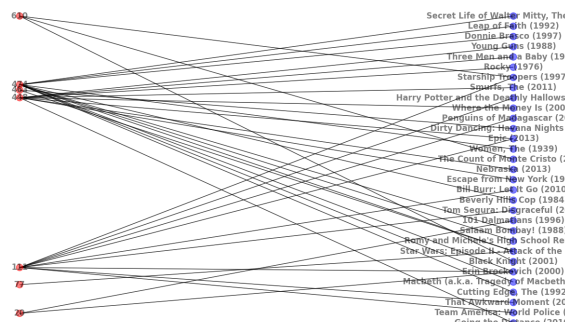 610
Secret Life of Walter Mitty, The
Leap of Faith (1992)
Donnie Brasco (1997)
Young Guns (1988)
Three Men and a Baby (19
Rocky (1976)
Starship Troopers (1997
Smurfs, The (2011)
Harry Potter and the Deathly Hallows
Where the Money Is (200
Penguins of Madagascar (2
Dirty Dancing: Havana Nights
Epic (2013)
Women, The (1939)
The Count of Monte Cristo (2
Nebraska (2013)
Escape from New York (19
Bill Burr: Let It Go (2010
Beverly Hills Cop (1984
Tom Segura: Disgraceful (2
101 Dalmatians (1996)
Salaam Bombay! (1988)
Romy and Michele's High School Re
Star Wars: Episode II - Attack of the
Black Knight (2001)
Erin Brockovich (2000)
77
Macbeth (a.k.a. Tragedy of Macbeth
Cutting Edge, The (1992
That Awkward Moment (20
Team America: World Police (
Going the Distance (201